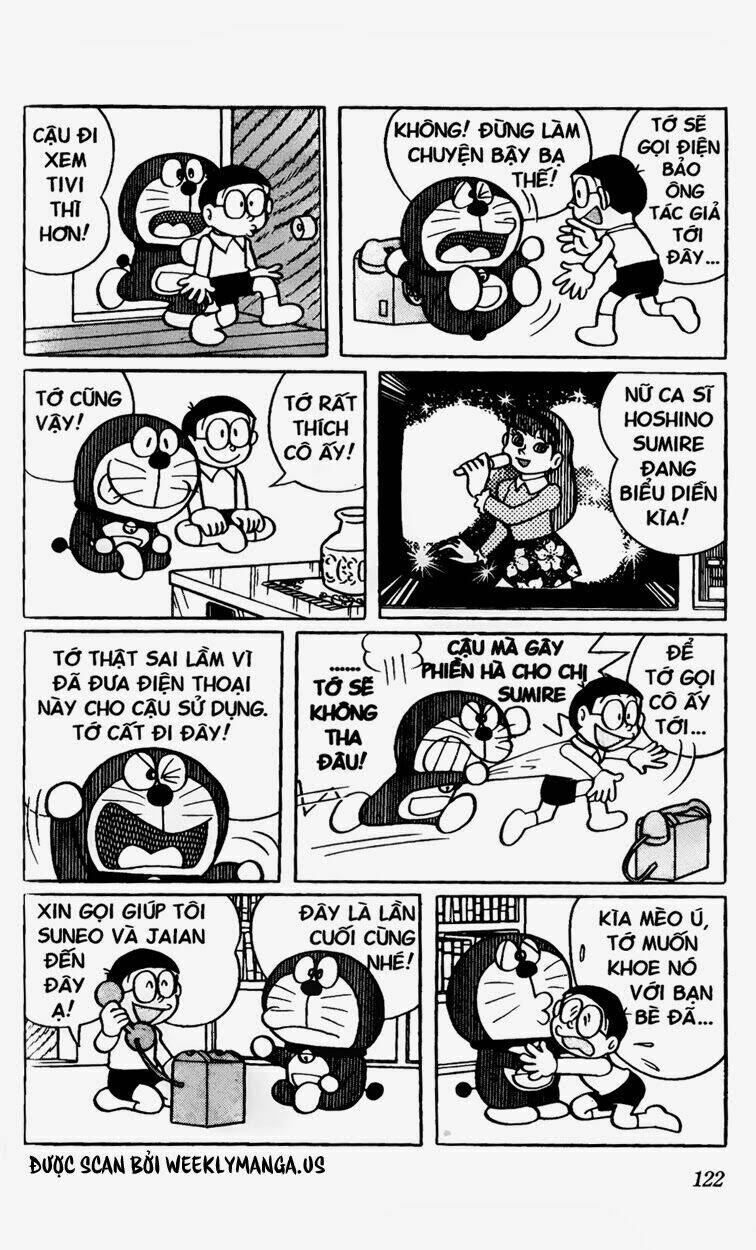 TỚ SẼ
GỌI ĐIỆN
BẢO
ÔNG
TÁC GIẢ
TỚI
ĐÂY...
KHÔNG! ĐỪNG LÀM
CHUYỆN BẬY BẠ
THẾ!
CẬU ĐI
XEM
TIVI
THÌ
HƠN!
NỮ CA SĨ
HOSHINO
SUMIRE
ĐANG
BIỂU DIỄN
KÌA!
TỚ RẤT
THÍCH
CÔ ẤY!
TỚ CŨNG
VẬY!
ĐỂ
TỚ GỌI
CÔ ẤY
TỚI...
CẬU MÀ GÂY
PHIỀN HÀ CHO CHỊ
SUMIRE
......
TỚ SẼ
KHÔNG
THA
ĐÂU!
TỚ THẬT SAI LẦM VÌ
ĐÃ ĐƯA ĐIỆN THOẠI
NÀY CHO CẬU SỬ DỤNG.
TỚ CẤT ĐI ĐÂY!
KÌA MÈO Ú,
TỚ MUỐN
KHOE NÓ
VỚI BẠN
BÈ ĐÃ...
ĐÂY LÀ LẦN
CUỐI CÙNG
NHÉ!
XIN GỌI GIÚP TÔI
SUNEO VÀ JAIAN
ĐẾN
ĐÂY
Ạ!
ĐƯỢC SCAN BỞI WEEKLYMANGA.US
122